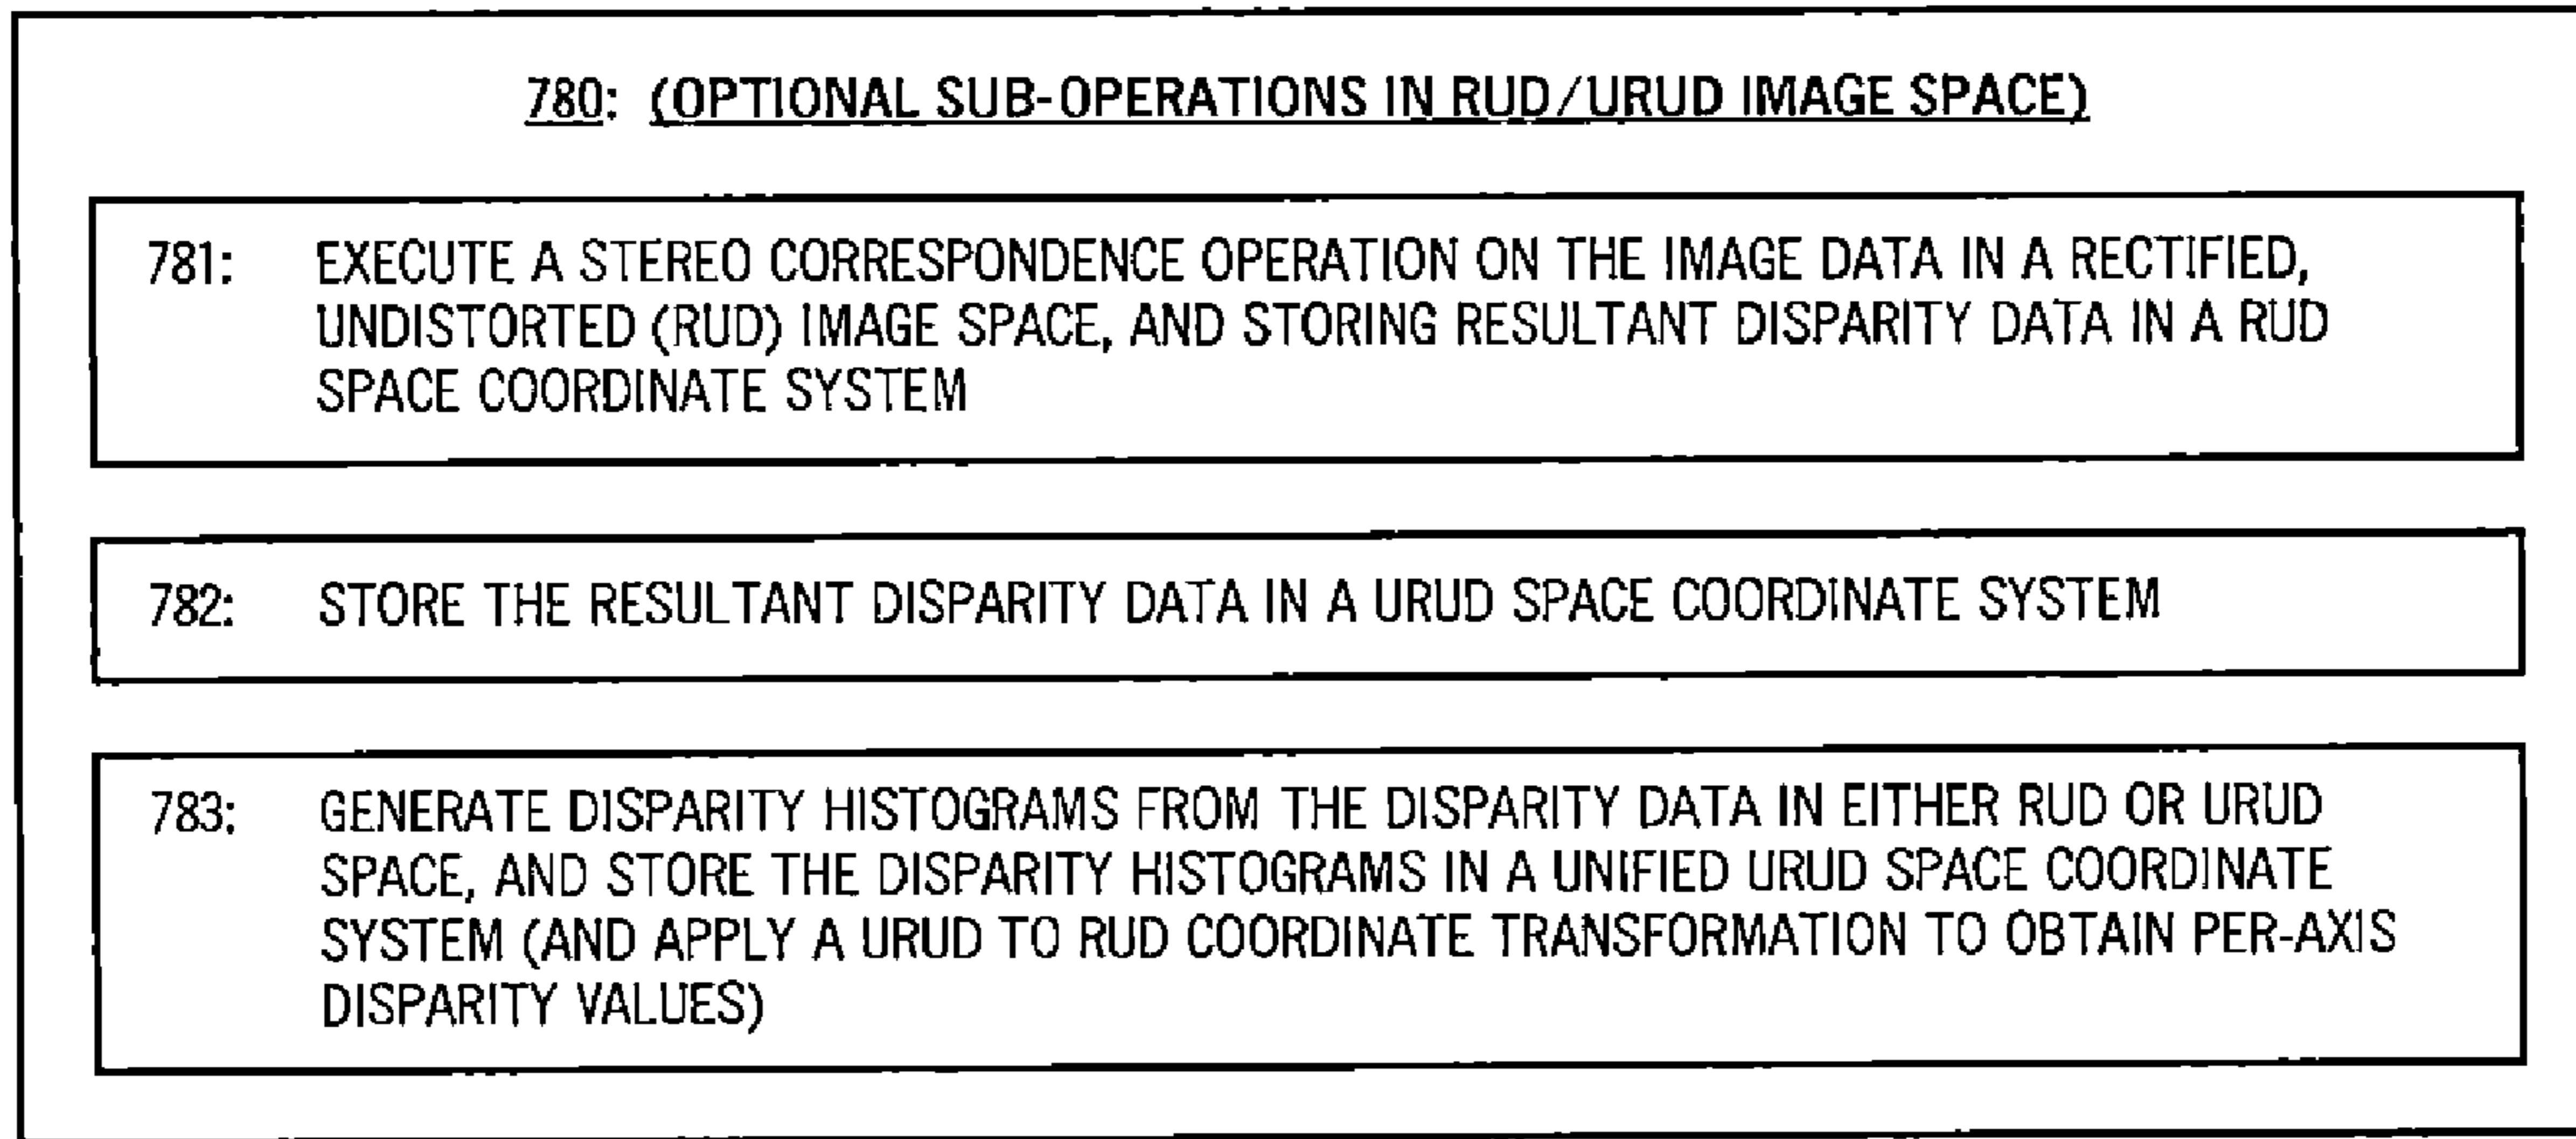 780: (OPTIONAL SUB-OPERATIONS IN RUD/URUD IMAGE SPACE)
781: EXECUTE A STEREO CORRESPONDENCE OPERATION ON THE IMAGE DATA IN A RECTIFIED,
UNDISTORTED (RUD) IMAGE SPACE, AND STORING RESULTANT DISPARITY DATA IN A RUD
SPACE COORDINATE SYSTEM
782: STORE THE RESULTANT DISPARITY DATA IN A URUD SPACE COORDINATE SYSTEM
783: GENERATE DISPARITY HISTOGRAMS FROM THE DISPARITY DATA IN EITHER RUD OR URUD
SPACE, AND STORE THE DISPARITY HISTOGRAMS IN A UNIFIED URUD SPACE COORDINATE
SYSTEM (AND APPLY A URUD TO RUD COORDINATE TRANSFORMATION TO OBTAIN PER-AXIS
DISPARITY VALUES)